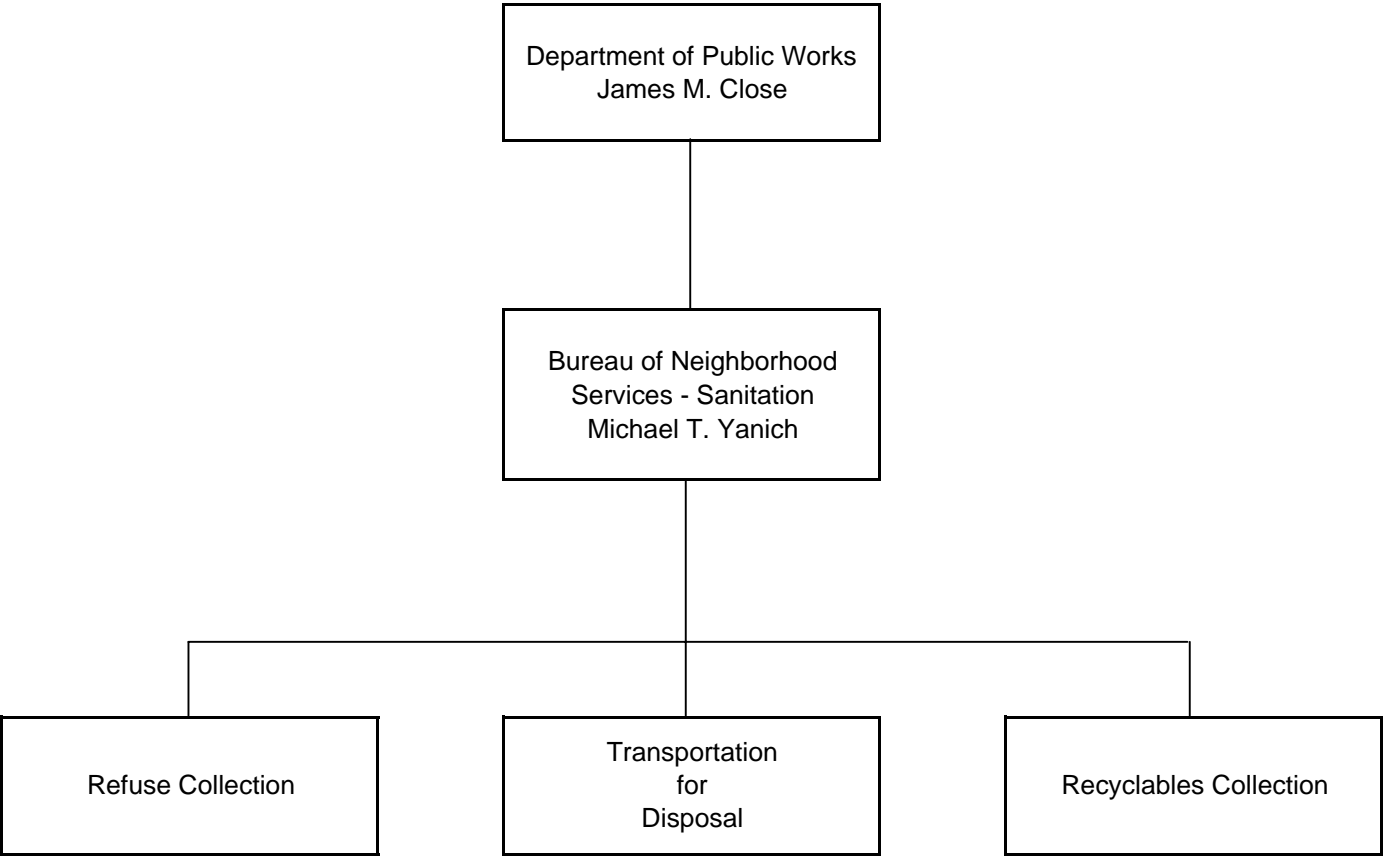 Department of Public Works
James M. Close
Bureau of Neighborhood
Services - Sanitation
Michael T. Yanich
Refuse Collection
Transportation
for
Disposal
Recyclables Collection